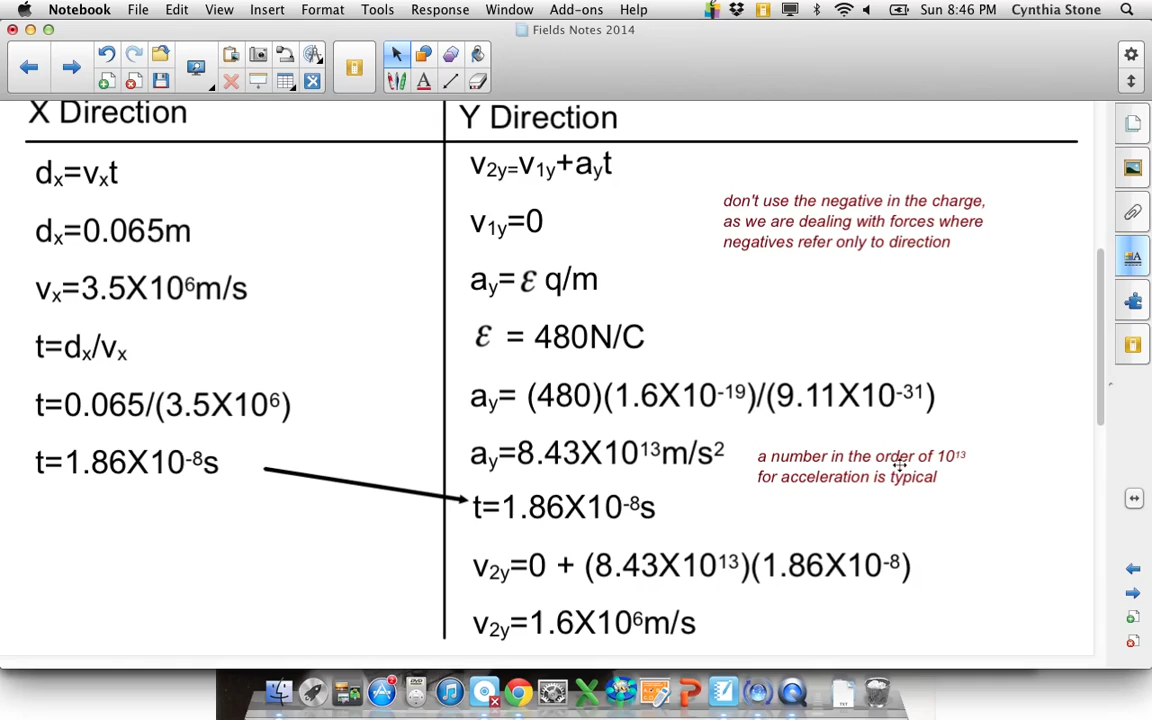 Notebook File Edit View Insert Format Tools Response Window Add-ons Help Sun 8:46 PM Cynthia Stone
Fields Notes 2014
X Direction
dₓ=vₓt
dₓ=0.065m
vₓ=3.5X10⁶m/s
t=dₓ/vₓ
t=0.065/(3.5X10⁶)
t=1.86X10⁻⁸s
Y Direction
v2y=v1y+ayt
v1y=0
ay=ε q/m
ε = 480N/C
ay= (480)(1.6X10⁻¹⁹)/(9.11X10⁻³¹)
ay=8.43X10¹³m/s²
t=1.86X10⁻⁸s
v2y=0 + (8.43X10¹³)(1.86X10⁻⁸)
v2y=1.6X10⁶m/s
don't use the negative in the charge,
as we are dealing with forces where
negatives refer only to direction
a number in the order of 10¹³
for acceleration is typical